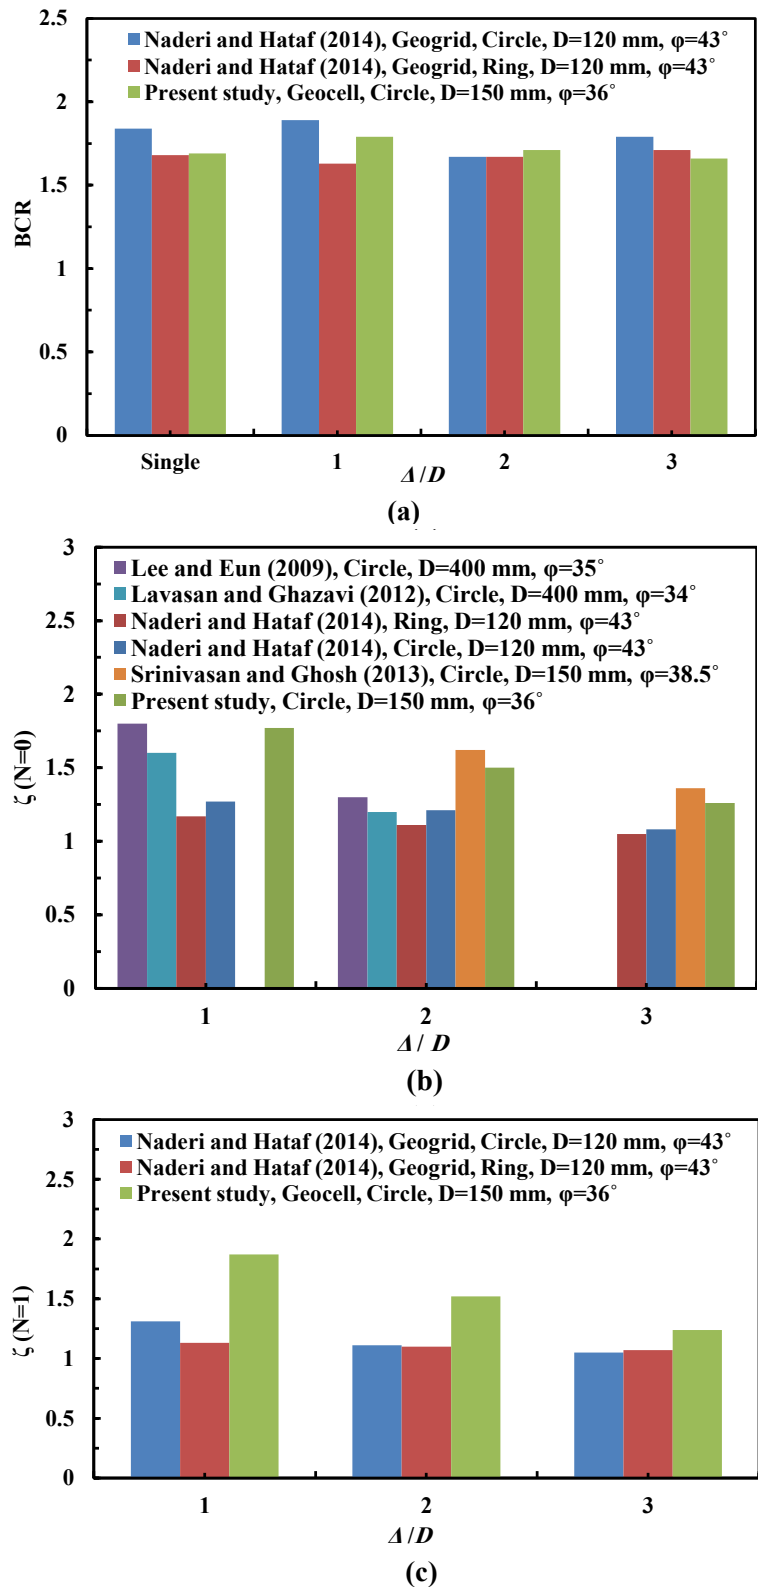 2.5
2
1.5
1
0.5
0
BCR
Naderi and Hataf (2014), Geogrid, Circle, D=120 mm, φ=43˚
Naderi and Hataf (2014), Geogrid, Ring, D=120 mm, φ=43˚
Present study, Geocell, Circle, D=150 mm, φ=36˚
Single 1 2 3
Δ/D
(a)
3
2.5
2
1.5
1
0.5
0
ζ (N=0)
Lee and Eun (2009), Circle, D=400 mm, φ=35˚
Lavasan and Ghazavi (2012), Circle, D=400 mm, φ=34˚
Naderi and Hataf (2014), Ring, D=120 mm, φ=43˚
Naderi and Hataf (2014), Circle, D=120 mm, φ=43˚
Srinivasan and Ghosh (2013), Circle, D=150 mm, φ=38.5˚
Present study, Circle, D=150 mm, φ=36˚
1 2 3
Δ/ D
(b)
3
2.5
2
1.5
1
0.5
0
ζ (N=1)
Naderi and Hataf (2014), Geogrid, Circle, D=120 mm, φ=43˚
Naderi and Hataf (2014), Geogrid, Ring, D=120 mm, φ=43˚
Present study, Geocell, Circle, D=150 mm, φ=36˚
1 2 3
Δ/D
(c)